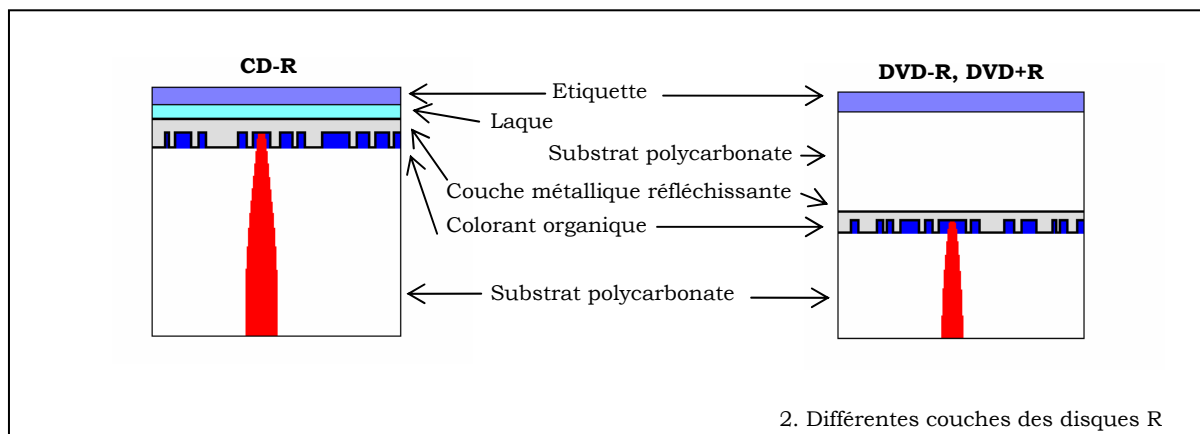 CD-R
DVD-R, DVD+R
Etiquette
Laque
Substrat polycarbonate
Couche métallique réfléchissante
Colorant organique
Substrat polycarbonate
2. Différentes couches des disques R